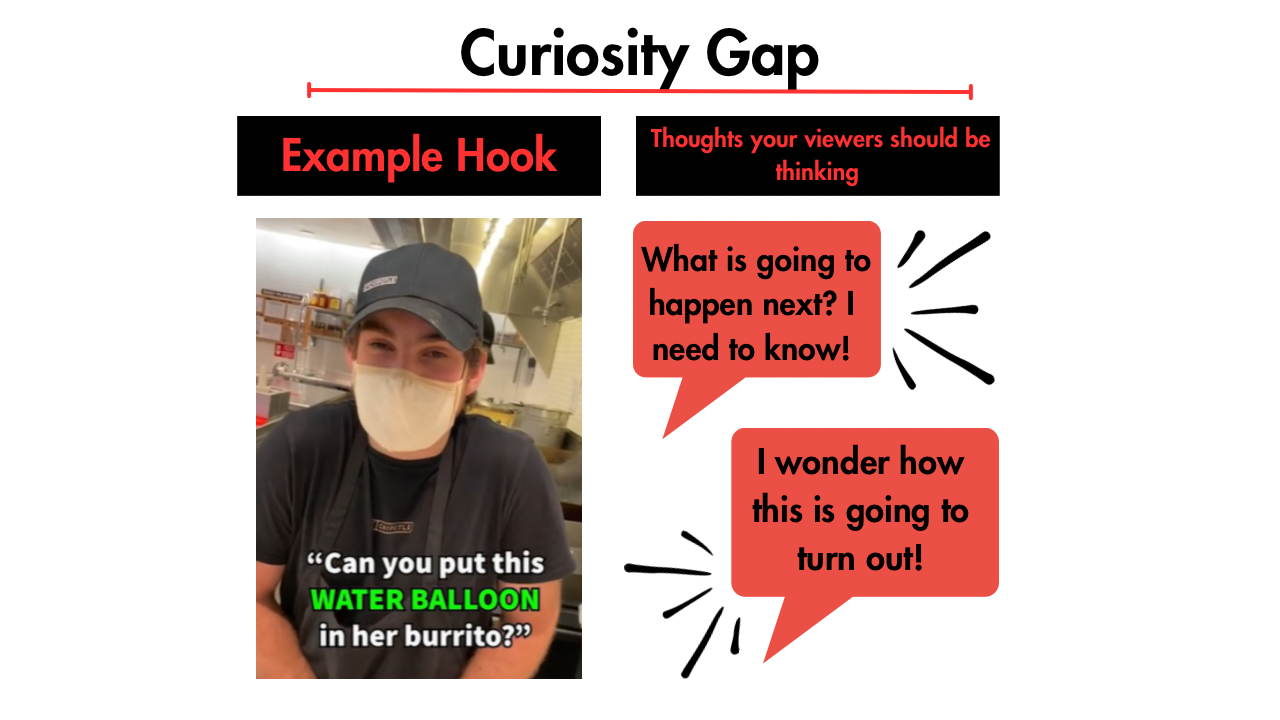 Curiosity Gap
Example Hook
Thoughts your viewers should be
thinking
What is going to
happen next? I
need to know!
I wonder how
this is going to
turn out!
CHIPOTLE
“Can you put this
WATER BALLOON
in her burrito?”